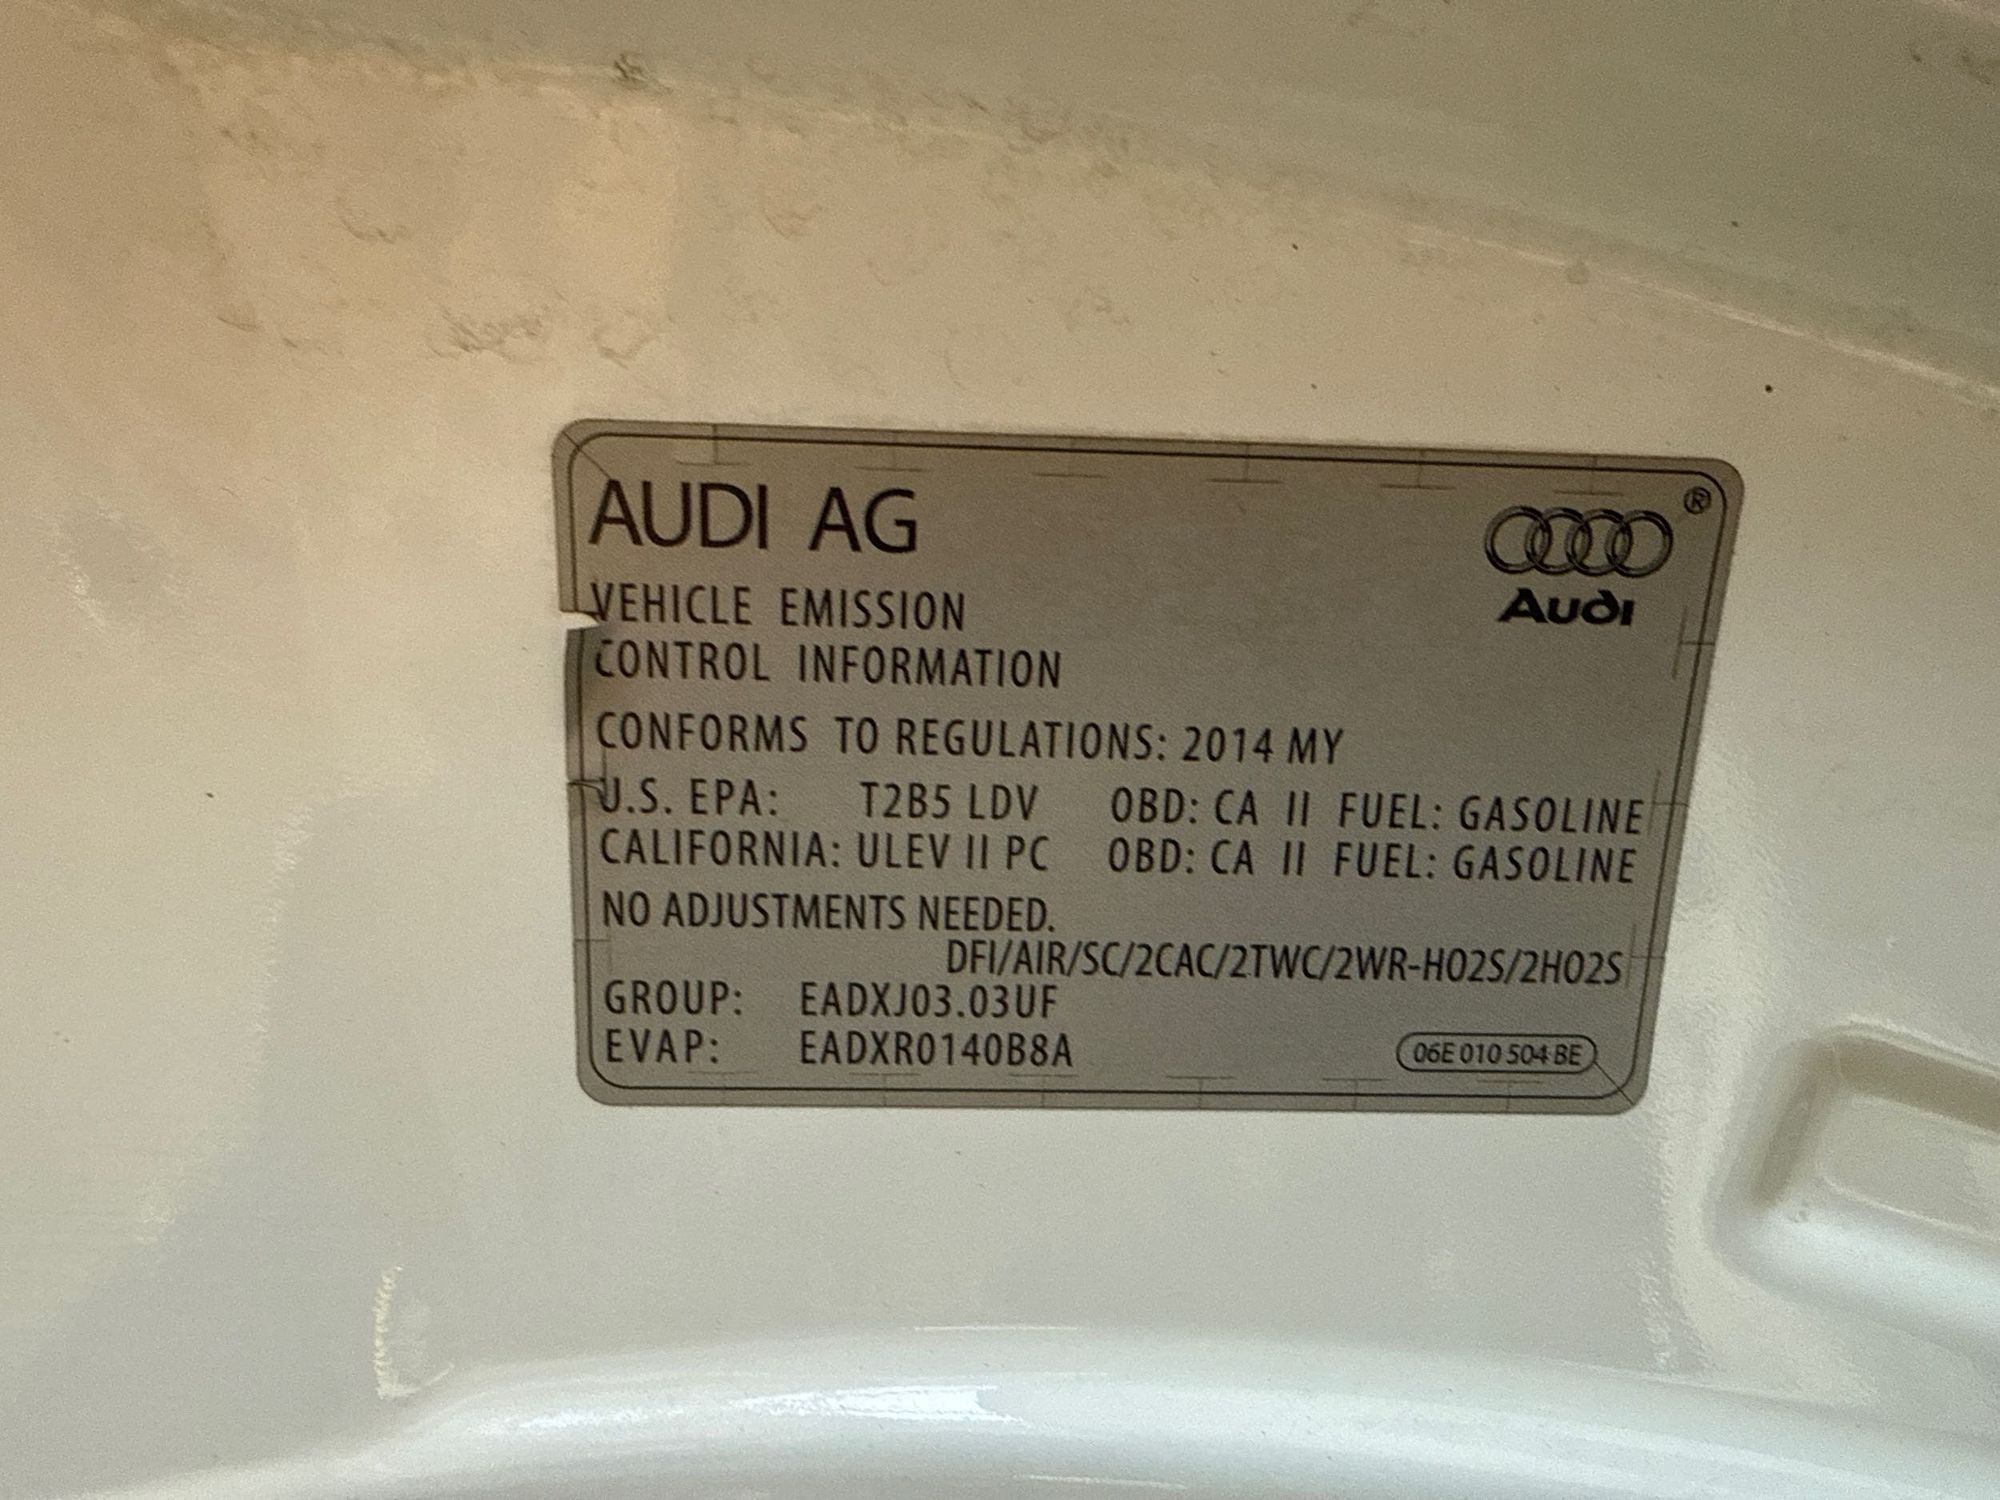 AUDI AG
®
Audi
VEHICLE EMISSION
CONTROL INFORMATION
CONFORMS TO REGULATIONS: 2014 MY
U.S. EPA: T2B5 LDV OBD: CA II FUEL: GASOLINE
CALIFORNIA: ULEV II PC OBD: CA II FUEL: GASOLINE
NO ADJUSTMENTS NEEDED.
DFI/AIR/SC/2CAC/2TWC/2WR-HO2S/2HO2S
GROUP: EADXJ03.03UF
EVAP: EADXR0140B8A
06E 010 504 BE